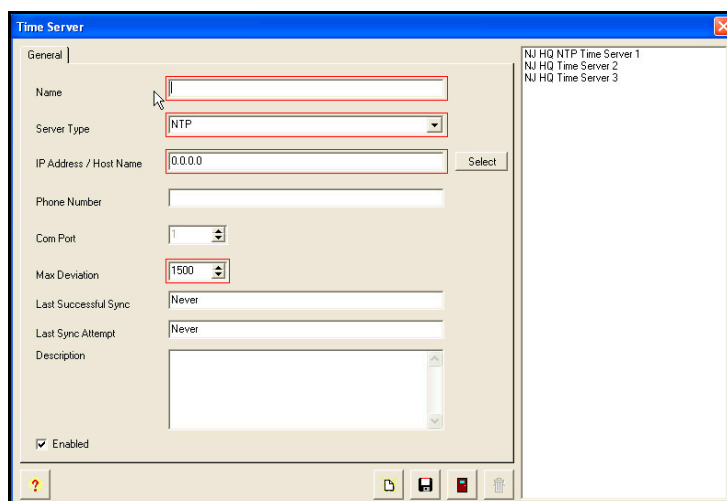 Time Server
General
Name
Server Type
NTP
IP Address / Host Name
0.0.0.0
Select
Phone Number
Com Port
1
Max Deviation
1500
Last Successful Sync
Never
Last Sync Attempt
Never
Description
Enabled
?
NJ HQ NTP Time Server 1
NJ HQ Time Server 2
NJ HQ Time Server 3